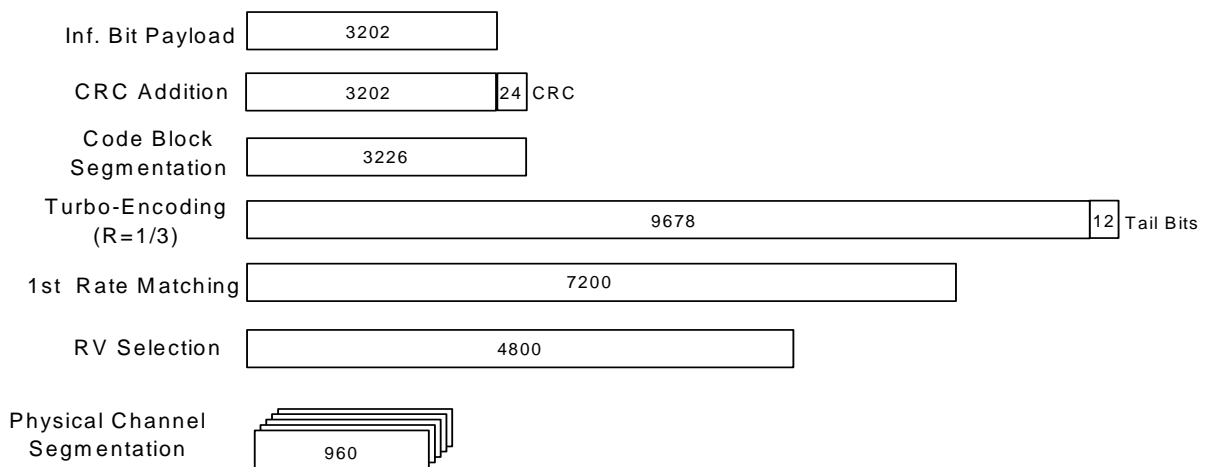 Inf. Bit Payload 3202
CRC Addition 3202 24 CRC
Code Block
Segmentation 3226
Turbo-Encoding
(R=1/3) 9678 12 Tail Bits
1st Rate Matching 7200
RV Selection 4800
Physical Channel
Segmentation 960